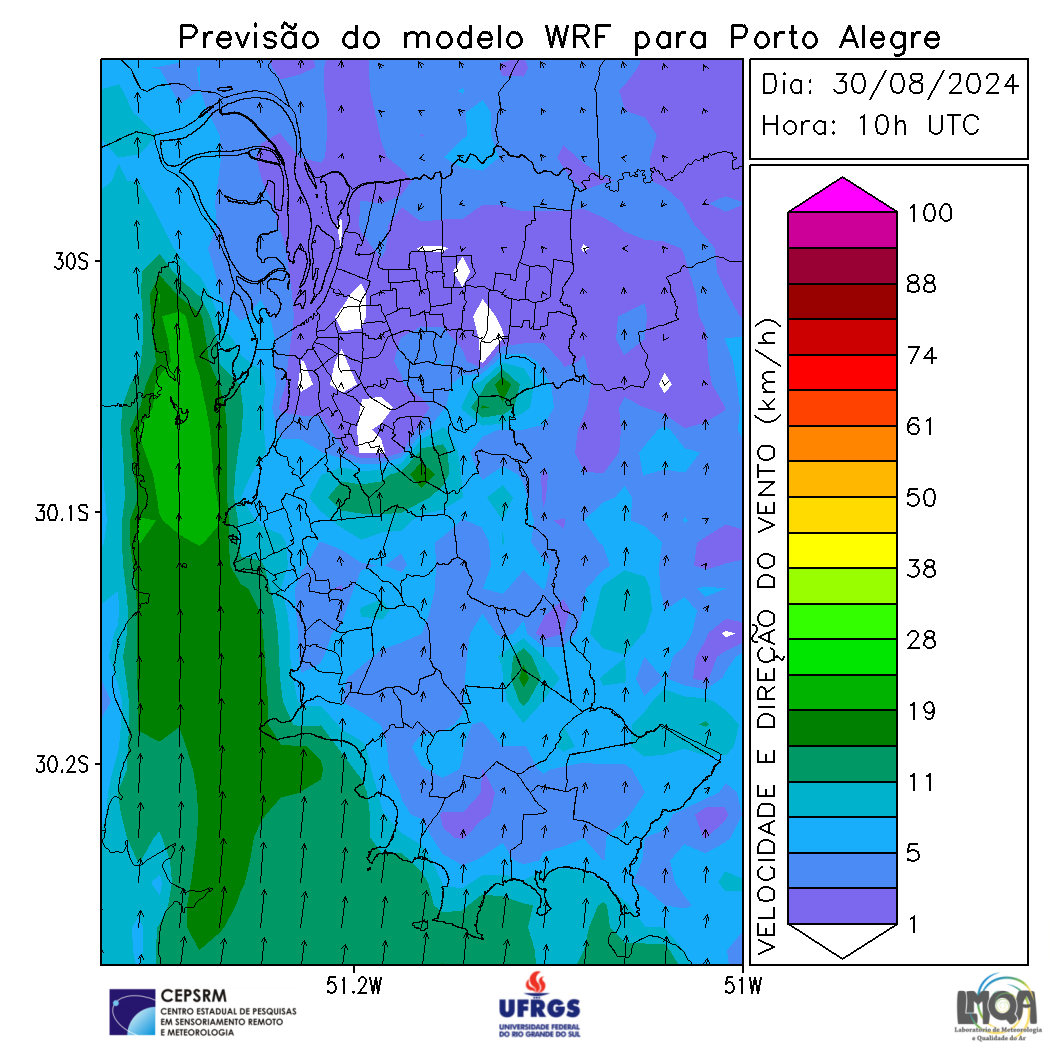 Previsão do modelo WRF para Porto Alegre
Dia: 30/08/2024
Hora: 10h UTC
30S
30.1S
30.2S
51.2W
51W
VELOCIDADE E DIREÇÃO DO VENTO (km/h)
100
88
74
61
50
38
28
19
11
5
1
CEPSRM
CENTRO ESTADUAL DE PESQUISAS
EM SENSORIAMENTO REMOTO
E METEOROLOGIA
UFRGS
UNIVERSIDADE FEDERAL
DO RIO GRANDE DO SUL
LMQA
Laboratório de Meteorologia
e Qualidade do Ar